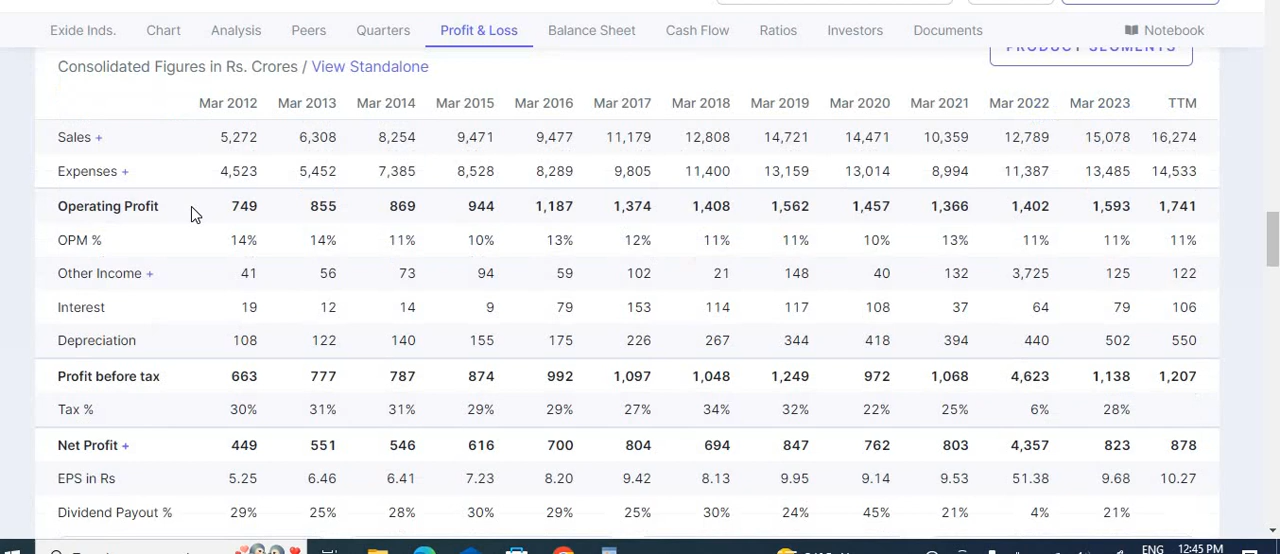 Exide Inds. Chart Analysis Peers Quarters Profit & Loss Balance Sheet Cash Flow Ratios Investors Documents Notebook
PRODUCT SEGMENTS
Consolidated Figures in Rs. Crores / View Standalone
Mar 2012 Mar 2013 Mar 2014 Mar 2015 Mar 2016 Mar 2017 Mar 2018 Mar 2019 Mar 2020 Mar 2021 Mar 2022 Mar 2023 TTM
Sales + 5,272 6,308 8,254 9,471 9,477 11,179 12,808 14,721 14,471 10,359 12,789 15,078 16,274
Expenses + 4,523 5,452 7,385 8,528 8,289 9,805 11,400 13,159 13,014 8,994 11,387 13,485 14,533
Operating Profit 749 855 869 944 1,187 1,374 1,408 1,562 1,457 1,366 1,402 1,593 1,741
OPM % 14% 14% 11% 10% 13% 12% 11% 11% 10% 13% 11% 11% 11%
Other Income + 41 56 73 94 59 102 21 148 40 132 3,725 125 122
Interest 19 12 14 9 79 153 114 117 108 37 64 79 106
Depreciation 108 122 140 155 175 226 267 344 418 394 440 502 550
Profit before tax 663 777 787 874 992 1,097 1,048 1,249 972 1,068 4,623 1,138 1,207
Tax % 30% 31% 31% 29% 29% 27% 34% 32% 22% 25% 6% 28%
Net Profit + 449 551 546 616 700 804 694 847 762 803 4,357 823 878
EPS in Rs 5.25 6.46 6.41 7.23 8.20 9.42 8.13 9.95 9.14 9.53 51.38 9.68 10.27
Dividend Payout % 29% 25% 28% 30% 29% 25% 30% 24% 45% 21% 4% 21%
ENG 12:45 PM